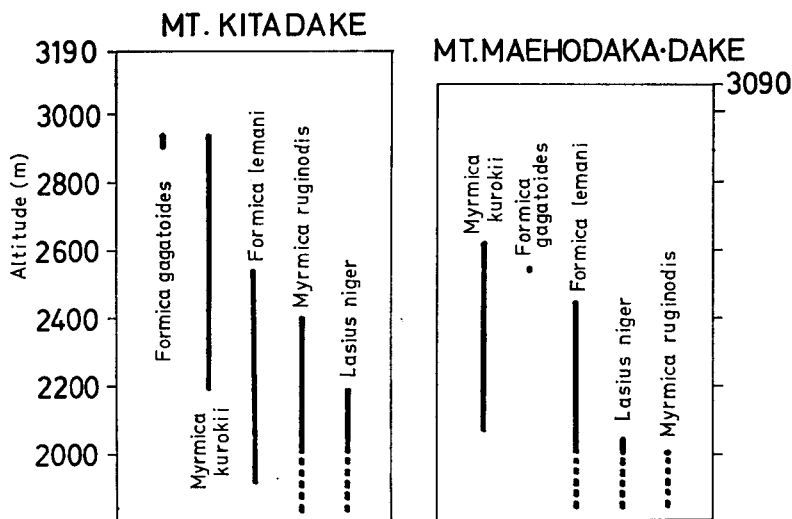 MT. KITADAKE
3190
3000
2800
2600
2400
2200
2000
Altitude (m)
Formica gagatoides
Myrmica
kurokii
Formica lemani
Myrmica ruginodis
Lasius niger
MT.MAEHODAKA·DAKE
3090
Myrmica
kurokii
Formica
gagatoides
Formica lemani
Lasius niger
Myrmica ruginodis